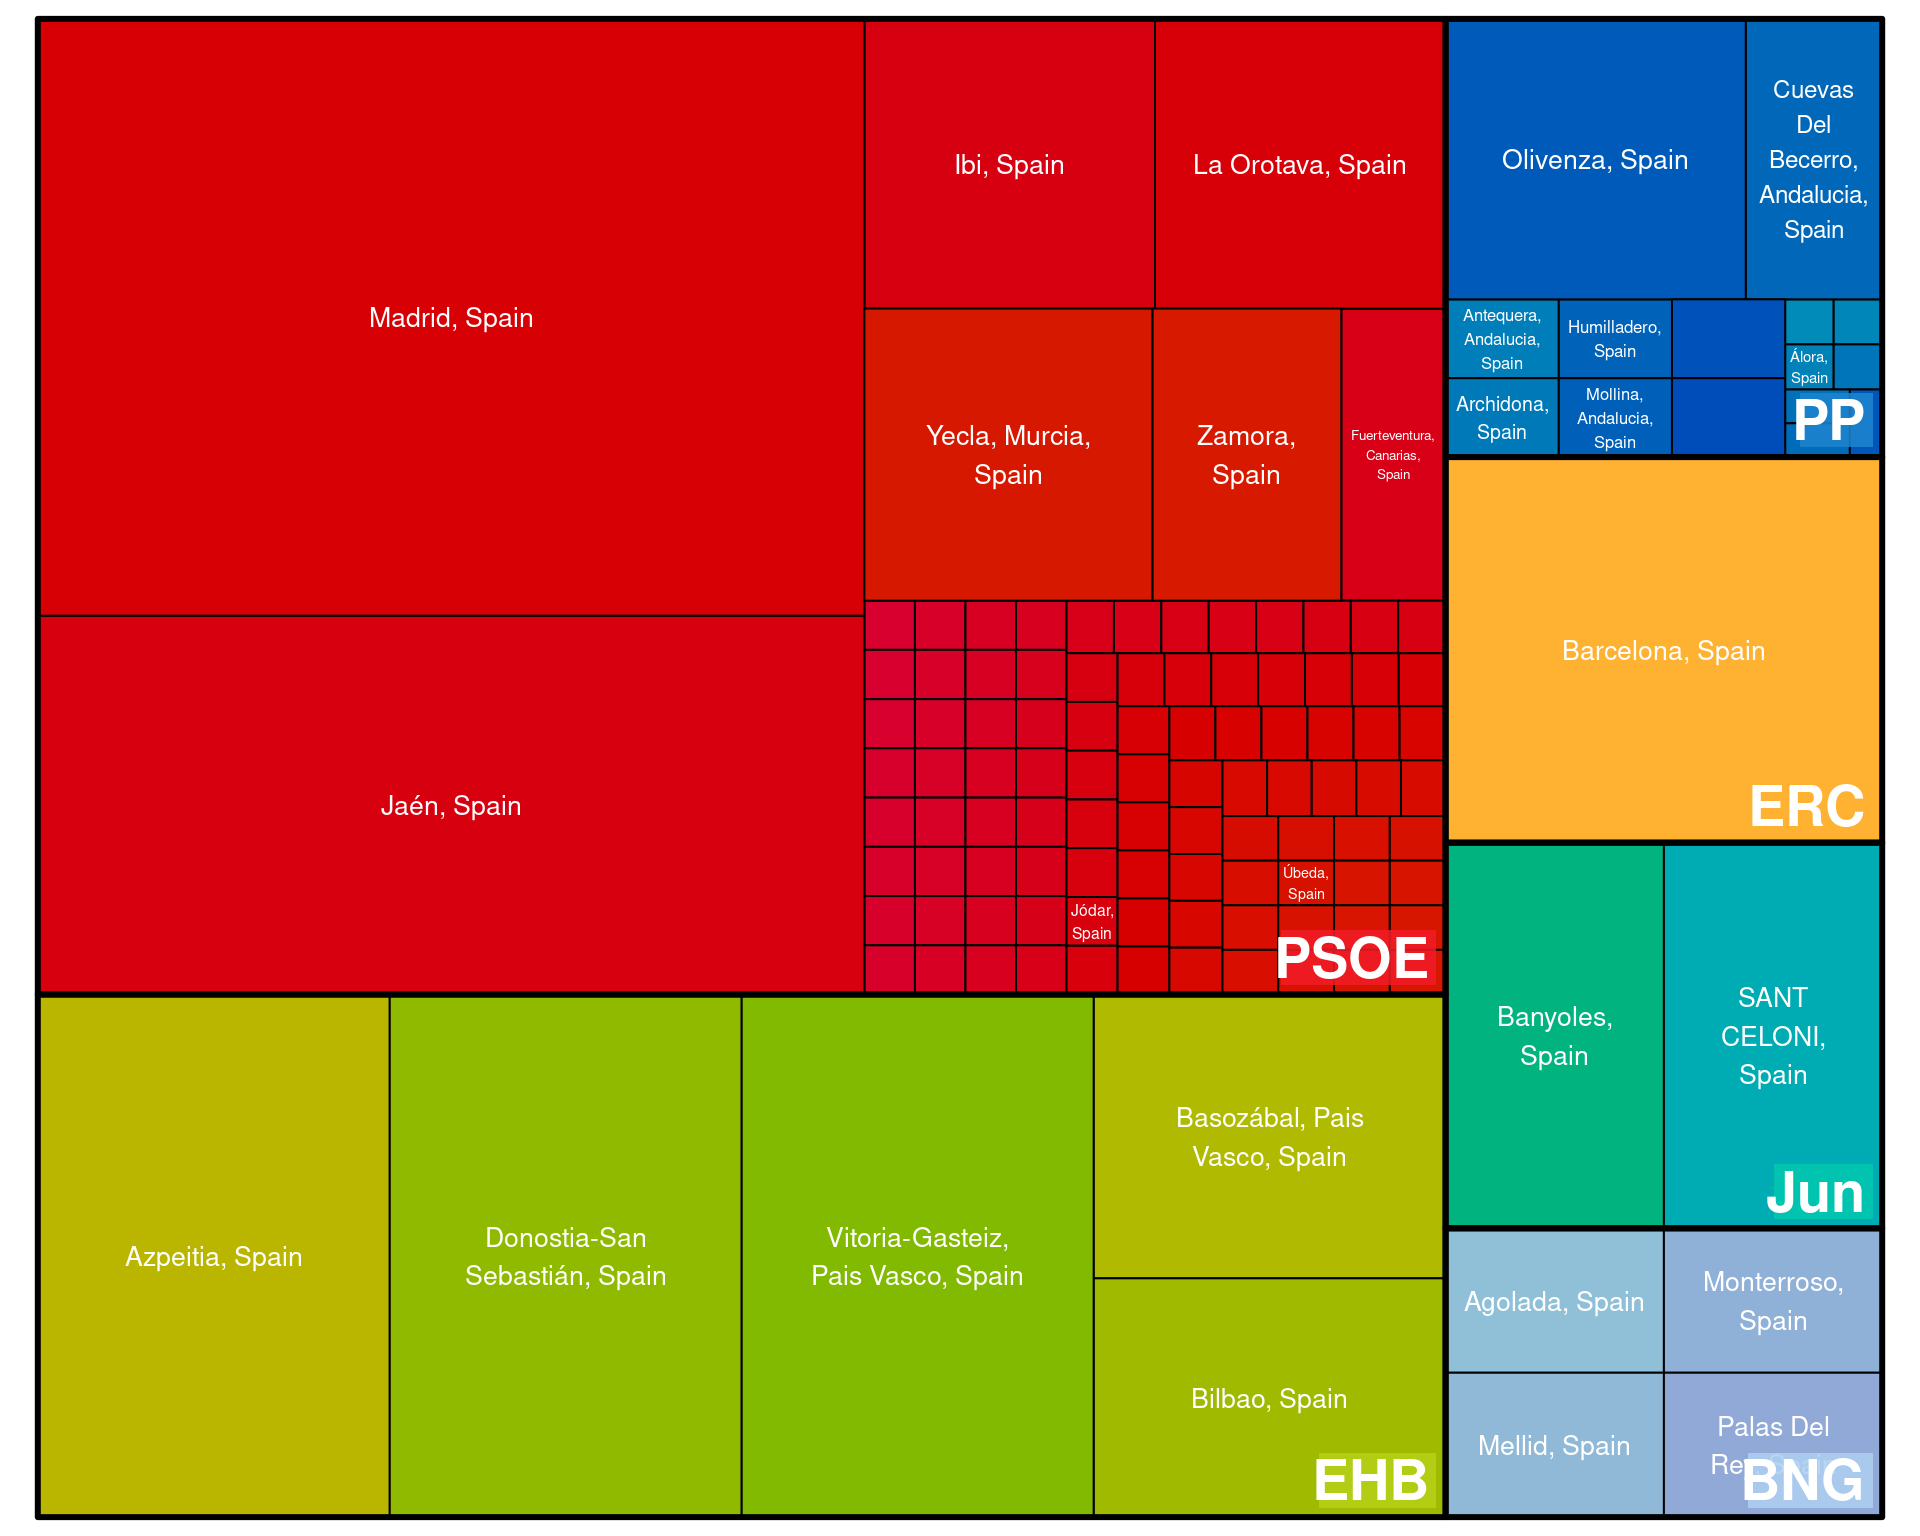 Madrid, Spain
Jaén, Spain
Ibi, Spain
La Orotava, Spain
Yecla, Murcia,
Spain
Zamora,
Spain
Fuerteventura,
Canarias,
Spain
Jódar,
Spain
Úbeda,
Spain
PSOE
Azpeitia, Spain
Donostia-San
Sebastián, Spain
Vitoria-Gasteiz,
Pais Vasco, Spain
Basozábal, Pais
Vasco, Spain
Bilbao, Spain
EHB
Olivenza, Spain
Cuevas
Del
Becerro,
Andalucia,
Spain
Antequera,
Andalucia,
Spain
Humilladero,
Spain
Archidona,
Spain
Mollina,
Andalucia,
Spain
Álora,
Spain
PP
Barcelona, Spain
ERC
Banyoles,
Spain
SANT
CELONI,
Spain
Jun
Agolada, Spain
Monterroso,
Spain
Mellid, Spain
Palas Del
BNG